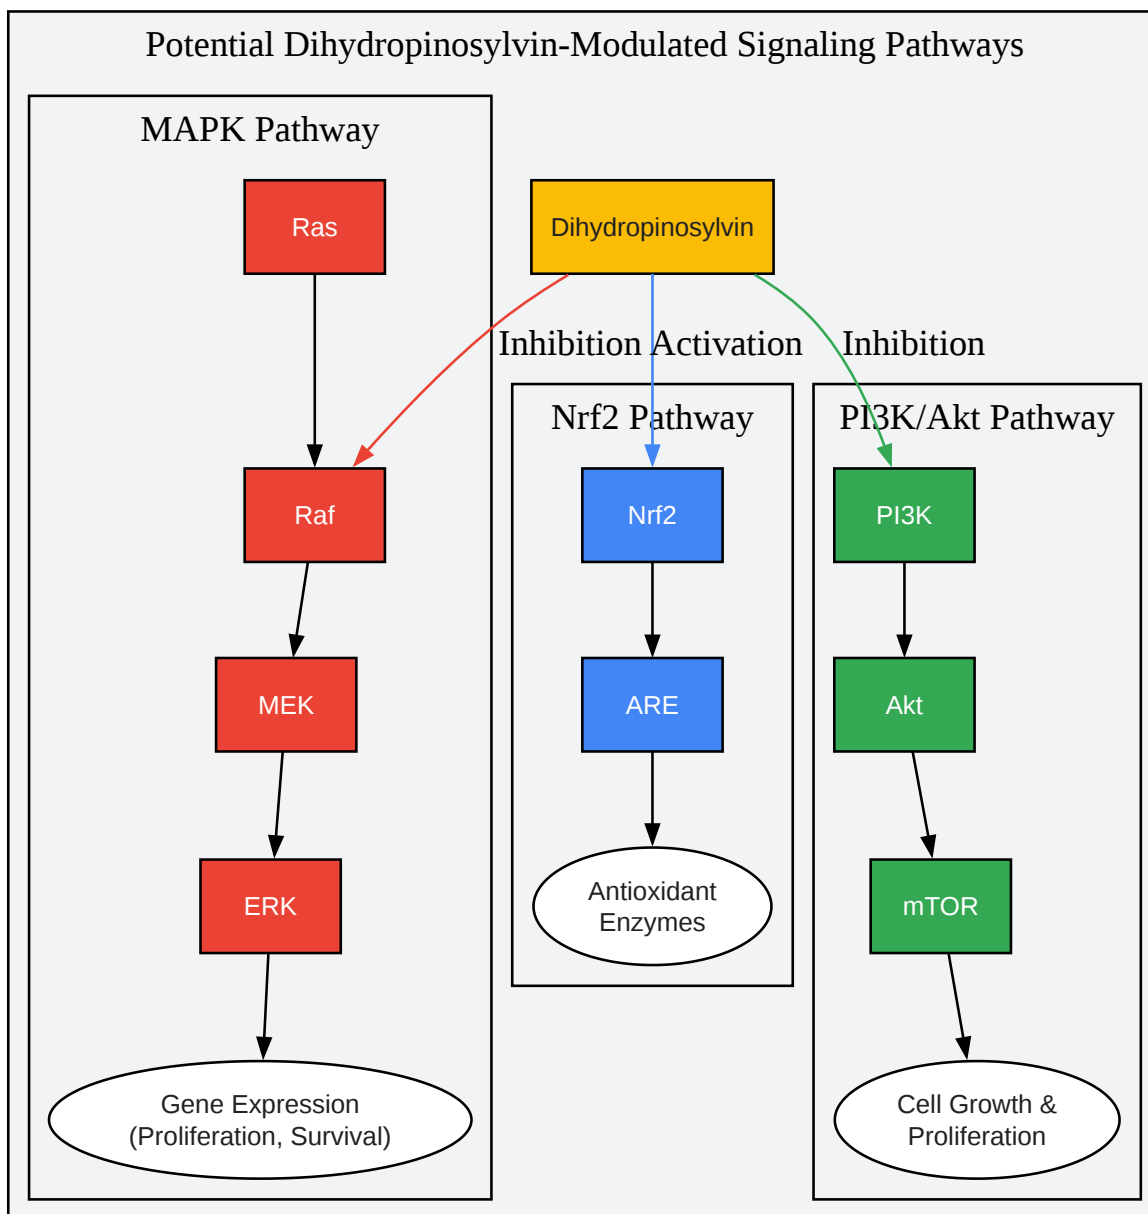 Potential Dihydropinosylvin-Modulated Signaling Pathways
MAPK Pathway
Ras
Dihydropinosylvin
Inhibition
Activation
Inhibition
Nrf2 Pathway
PI3K/Akt Pathway
Raf
Nrf2
PI3K
MEK
ARE
Akt
ERK
Antioxidant
Enzymes
mTOR
Gene Expression
(Proliferation, Survival)
Cell Growth &
Proliferation